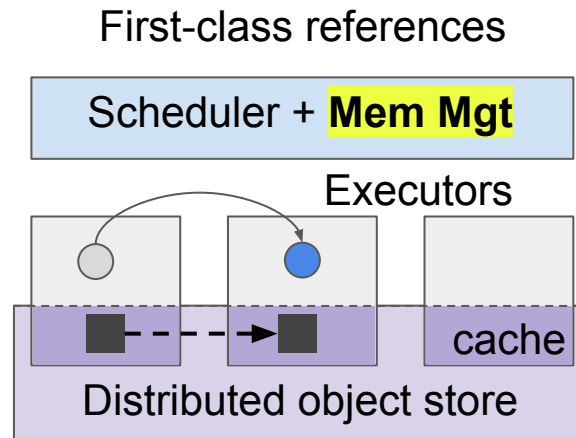 First-class references
Scheduler + Mem Mgt
Executors
cache
Distributed object store